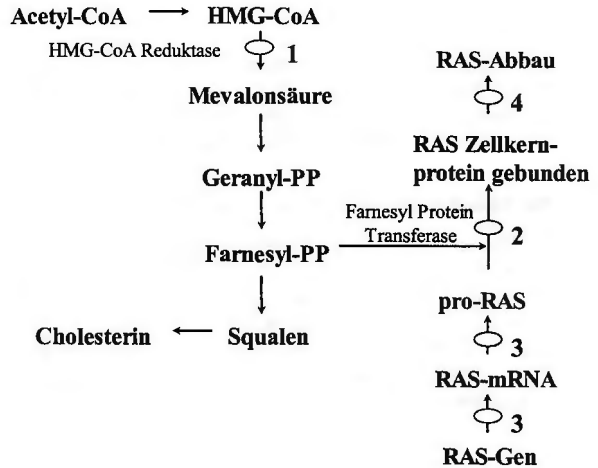 Acetyl-CoA
HMG-CoA
HMG-CoA Reduktase
1
Mevalonsäure
Geranyl-PP
Farnesyl-PP
Squalen
Cholesterin
RAS-Abbau
4
RAS Zellkern-
protein gebunden
Farnesyl Protein
Transferase
2
pro-RAS
3
RAS-mRNA
3
RAS-Gen